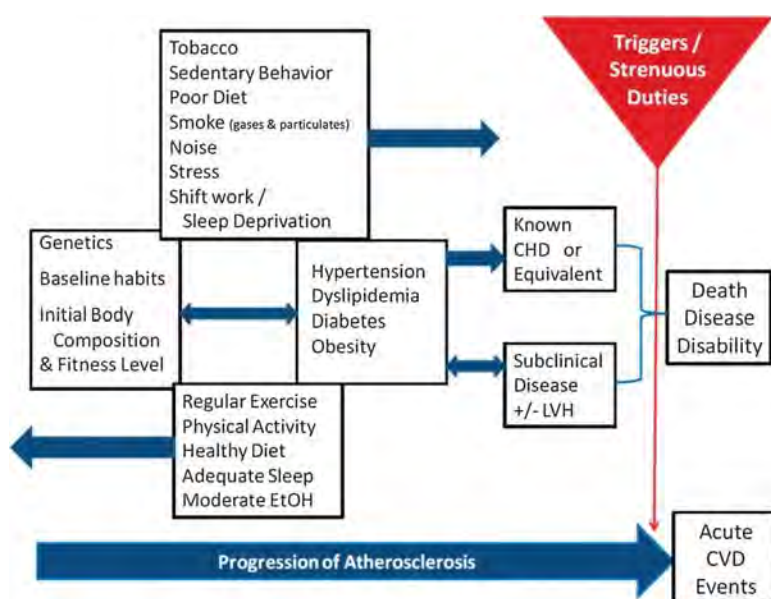 Tobacco
Sedentary Behavior
Poor Diet
Smoke (gases & particulates)
Noise
Stress
Shift work /
Sleep Deprivation
Triggers /
Strenuous
Duties
Genetics
Baseline habits
Initial Body
Composition
& Fitness Level
Hypertension
Dyslipidemia
Diabetes
Obesity
Known
CHD or
Equivalent
Subclinical
Disease
+/- LVH
Death
Disease
Disability
Regular Exercise
Physical Activity
Healthy Diet
Adequate Sleep
Moderate EtOH
Progression of Atherosclerosis
Acute
CVD
Events